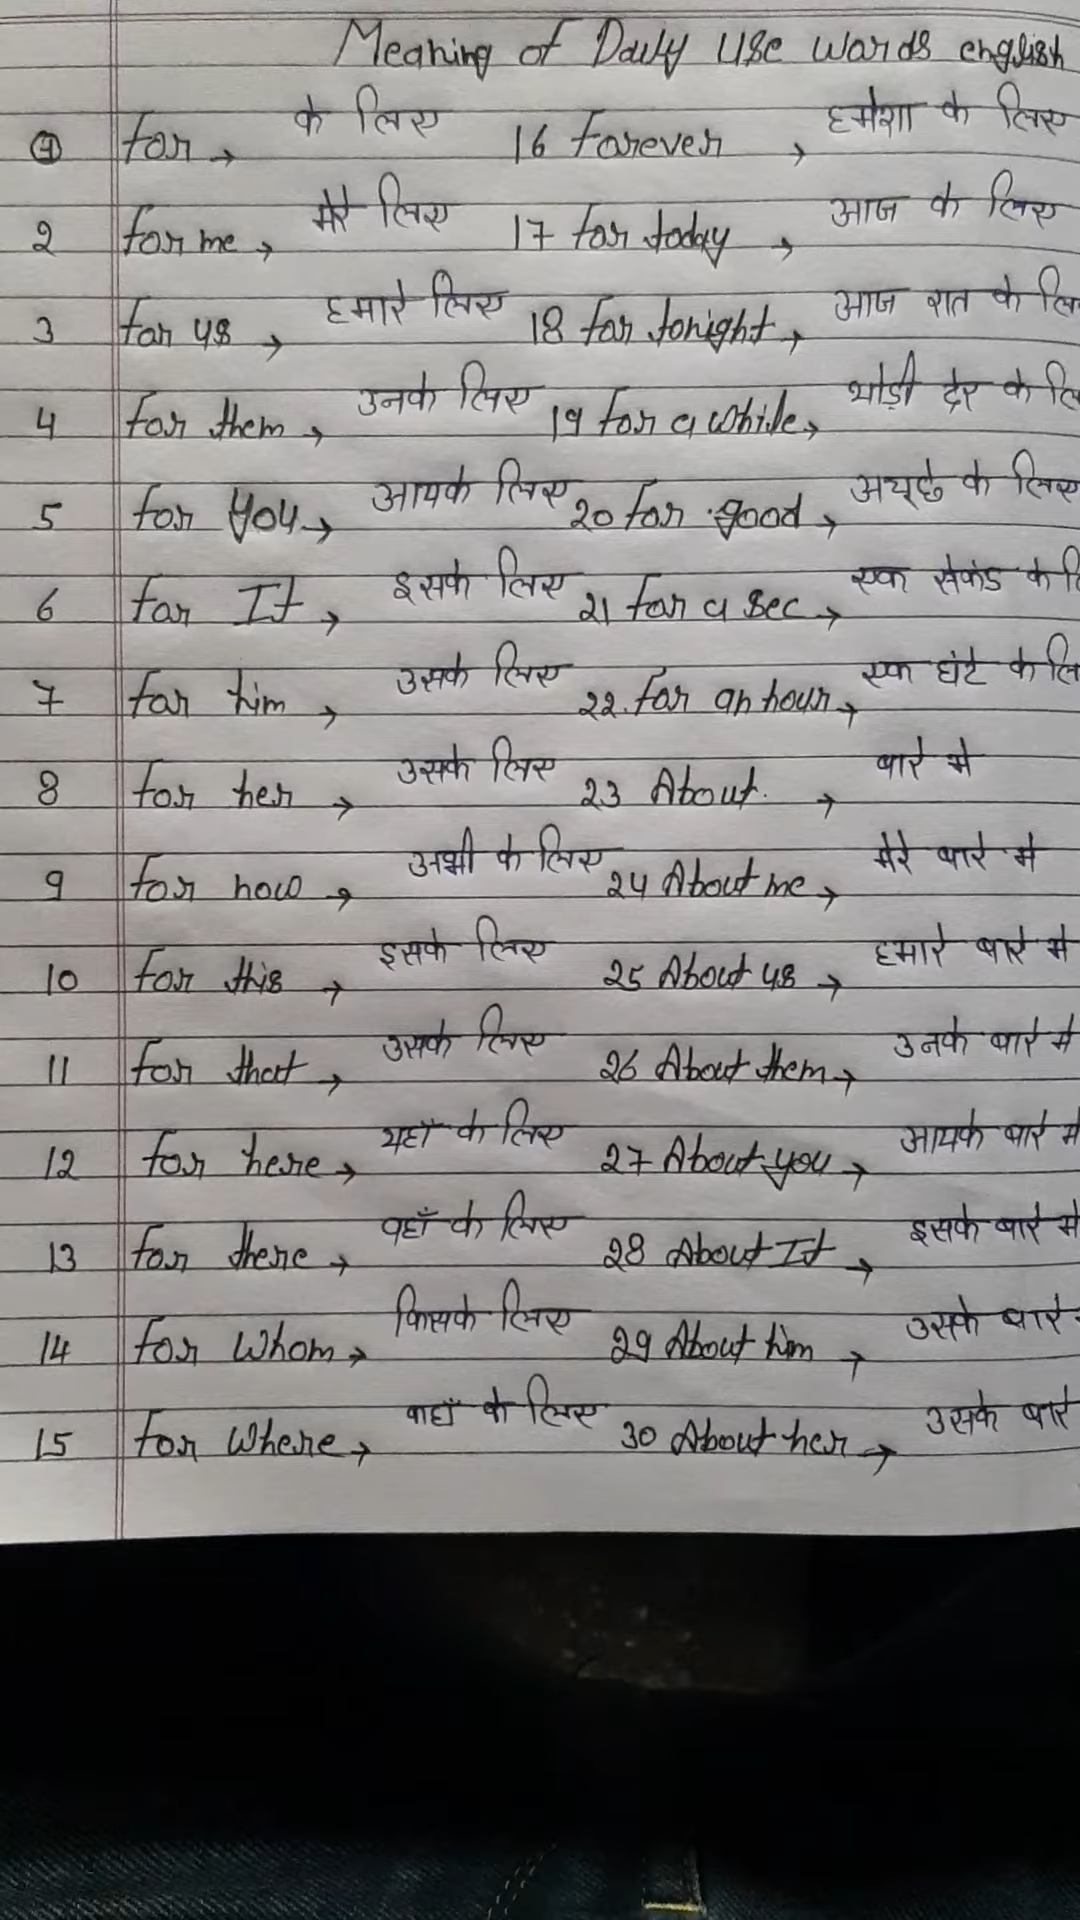 Meaning of Daily Use words english
1 for → के लिए 16 Forever → हमेशा के लिए
2 for me → मेरे लिए 17 for today → आज के लिए
3 for us → हमारे लिए 18 for tonight → आज रात के लि
4 for them → उनके लिए 19 for a while → थोड़ी देर के लि
5 for you → आपके लिए 20 for good → अच्छे के लिए
6 for It → इसके लिए 21 for a sec → एक सेकंड के लि
7 for him → उसके लिए 22. for an hour → एक घंटे के लि
8 for her → उसके लिए 23 About. → बारे मे
9 for now → अभी के लिए 24 About me → मेरे बारे मे
10 for this → इसके लिए 25 About us → हमारे बारे मे
11 for that → उसके लिए 26 About them → उनके बारे मे
12 for here → यहाँ के लिए 27 About you → आपके बारे मे
13 for there → वहाँ के लिए 28 About It → इसके बारे मे
14 for Whom → किसके लिए 29 About him → उसके बारे
15 for Where → काहाँ के लिए 30 About her → उसके बारे